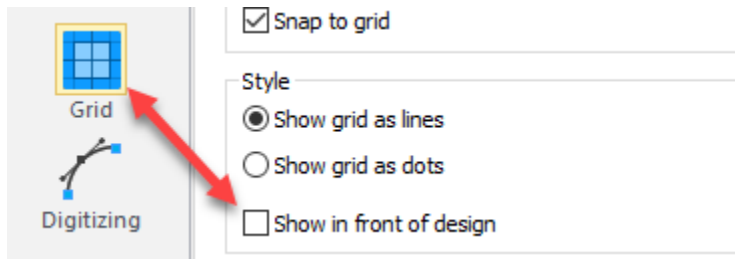 Snap to grid
Grid
Style
Show grid as lines
Show grid as dots
Digitizing
Show in front of design